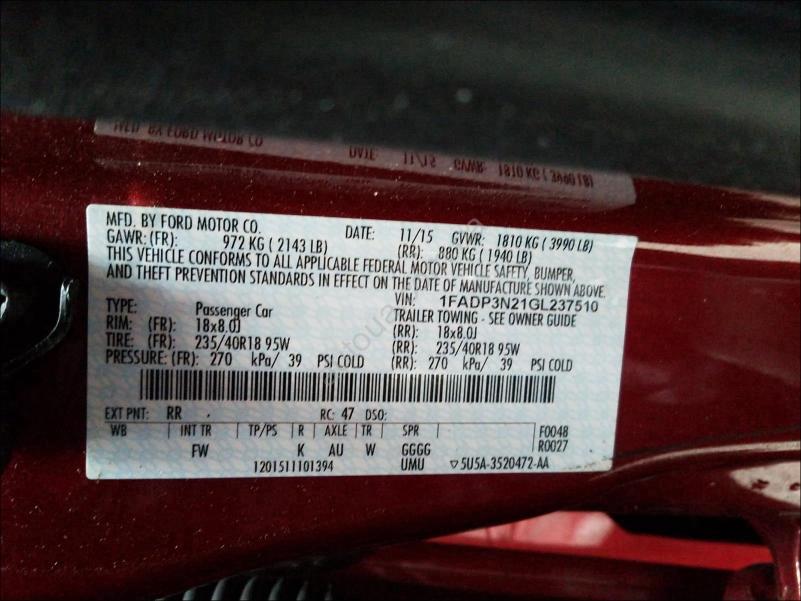 MFD. BY FORD MOTOR CO. DATE: 11/15 GVWR: 1810 KG ( 3990 LB)
GAWR: (FR): 972 KG ( 2143 LB) (RR): 880 KG ( 1940 LB)
THIS VEHICLE CONFORMS TO ALL APPLICABLE FEDERAL MOTOR VEHICLE SAFETY, BUMPER,
AND THEFT PREVENTION STANDARDS IN EFFECT ON THE DATE OF MANUFACTURE SHOWN ABOVE.
VIN: 1FADP3N21GL237510
TYPE: Passenger Car TRAILER TOWING - SEE OWNER GUIDE
RIM: (FR): 18x8.0J (RR): 18x8.0J
TIRE: (FR): 235/40R18 95W (RR): 235/40R18 95W
PRESSURE: (FR): 270 kPa/ 39 PSI COLD (RR): 270 kPa/ 39 PSI COLD
EXT PNT: RR RC: 47 DSO:
WB INT TR TP/PS R AXLE TR SPR F0048
FW K AU W GGGG R0027
1201511101394 UMU ▽5U5A-3520472-AA